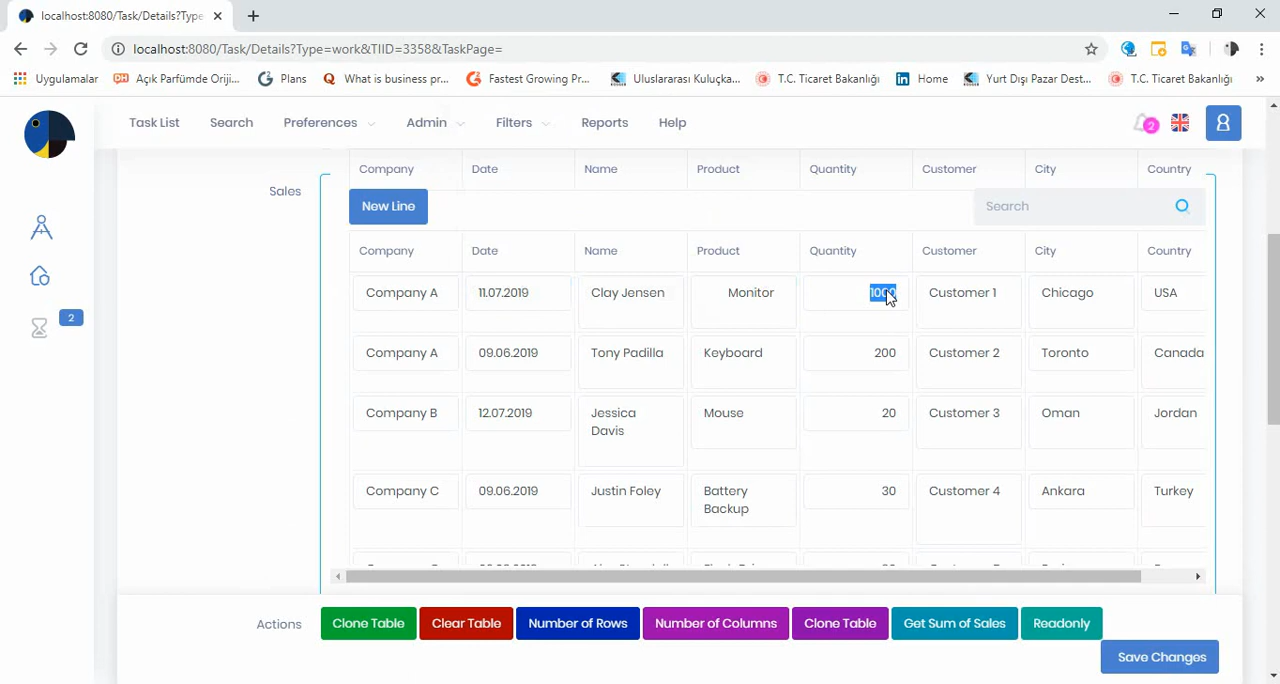 localhost:8080/Task/Details?Type
localhost:8080/Task/Details?Type=work&TIID=3358&TaskPage=
Uygulamalar
Açık Parfümde Oriji...
Plans
What is business pr...
Fastest Growing Pr...
Uluslararası Kuluçka...
T.C. Ticaret Bakanlığı
Home
Yurt Dışı Pazar Dest...
T.C. Ticaret Bakanlığı
»
Task List Search Preferences Admin Filters Reports Help
2
Company Date Name Product Quantity Customer City Country
Sales
New Line
Search
Company Date Name Product Quantity Customer City Country
Company A 11.07.2019 Clay Jensen Monitor 1000 Customer 1 Chicago USA
2
Company A 09.06.2019 Tony Padilla Keyboard 200 Customer 2 Toronto Canada
Company B 12.07.2019 Jessica Mouse 20 Customer 3 Oman Jordan
Davis
Company C 09.06.2019 Justin Foley Battery 30 Customer 4 Ankara Turkey
Backup
Actions
Clone Table Clear Table Number of Rows Number of Columns Clone Table Get Sum of Sales Readonly
Save Changes